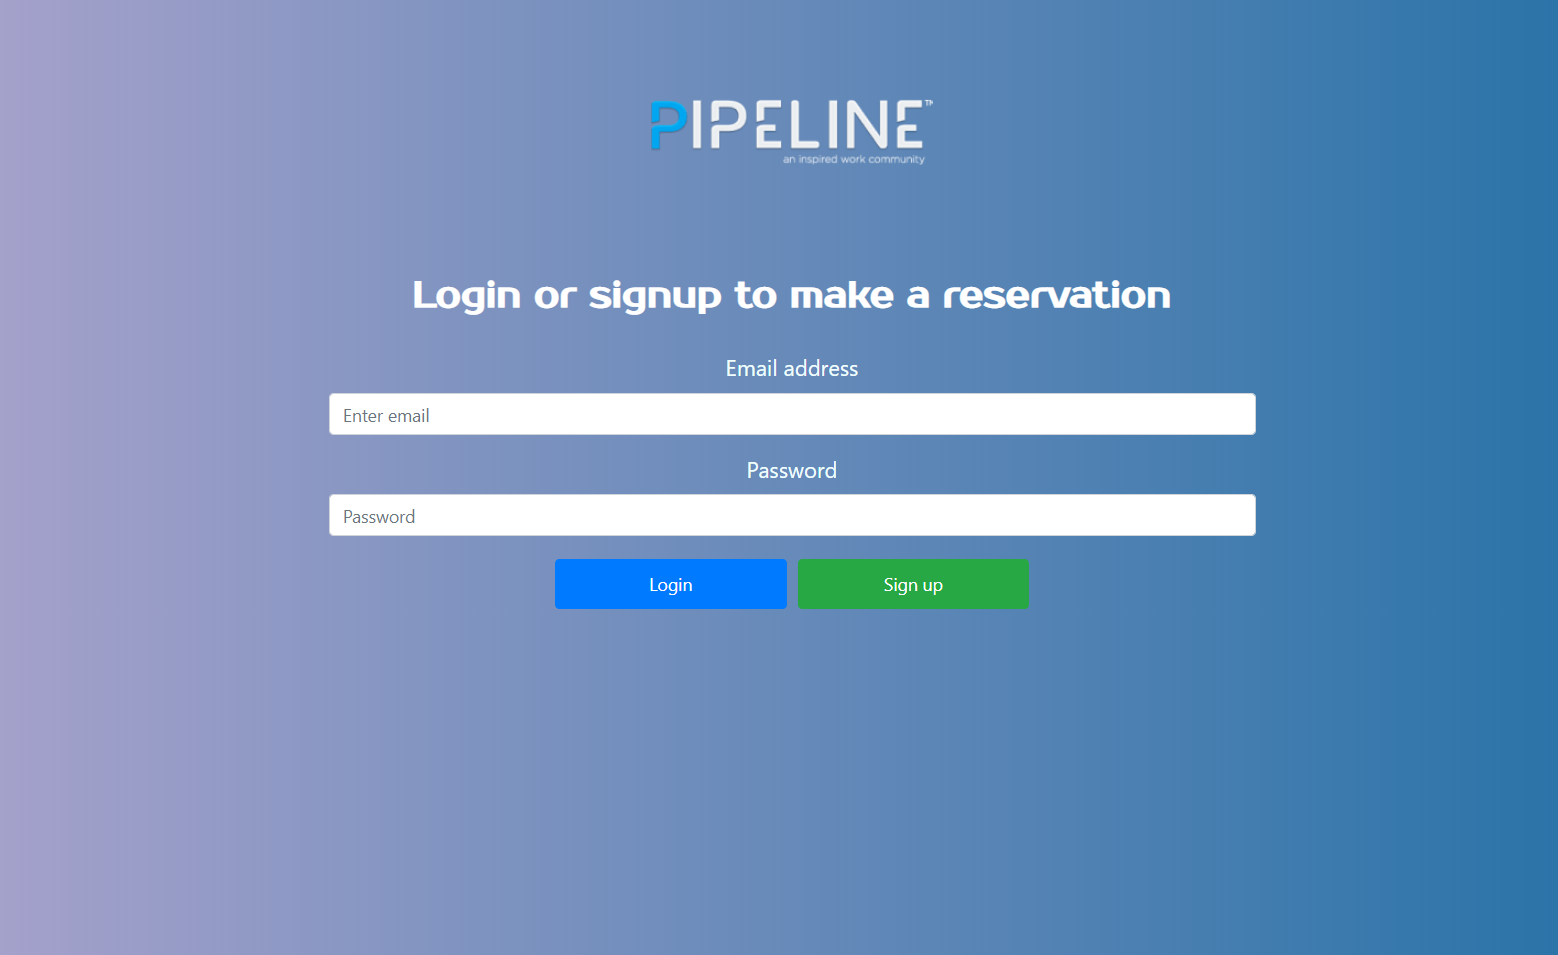 PIPELINE™
an inspired work community
Login or signup to make a reservation
Email address
Enter email
Password
Password
Login Sign up